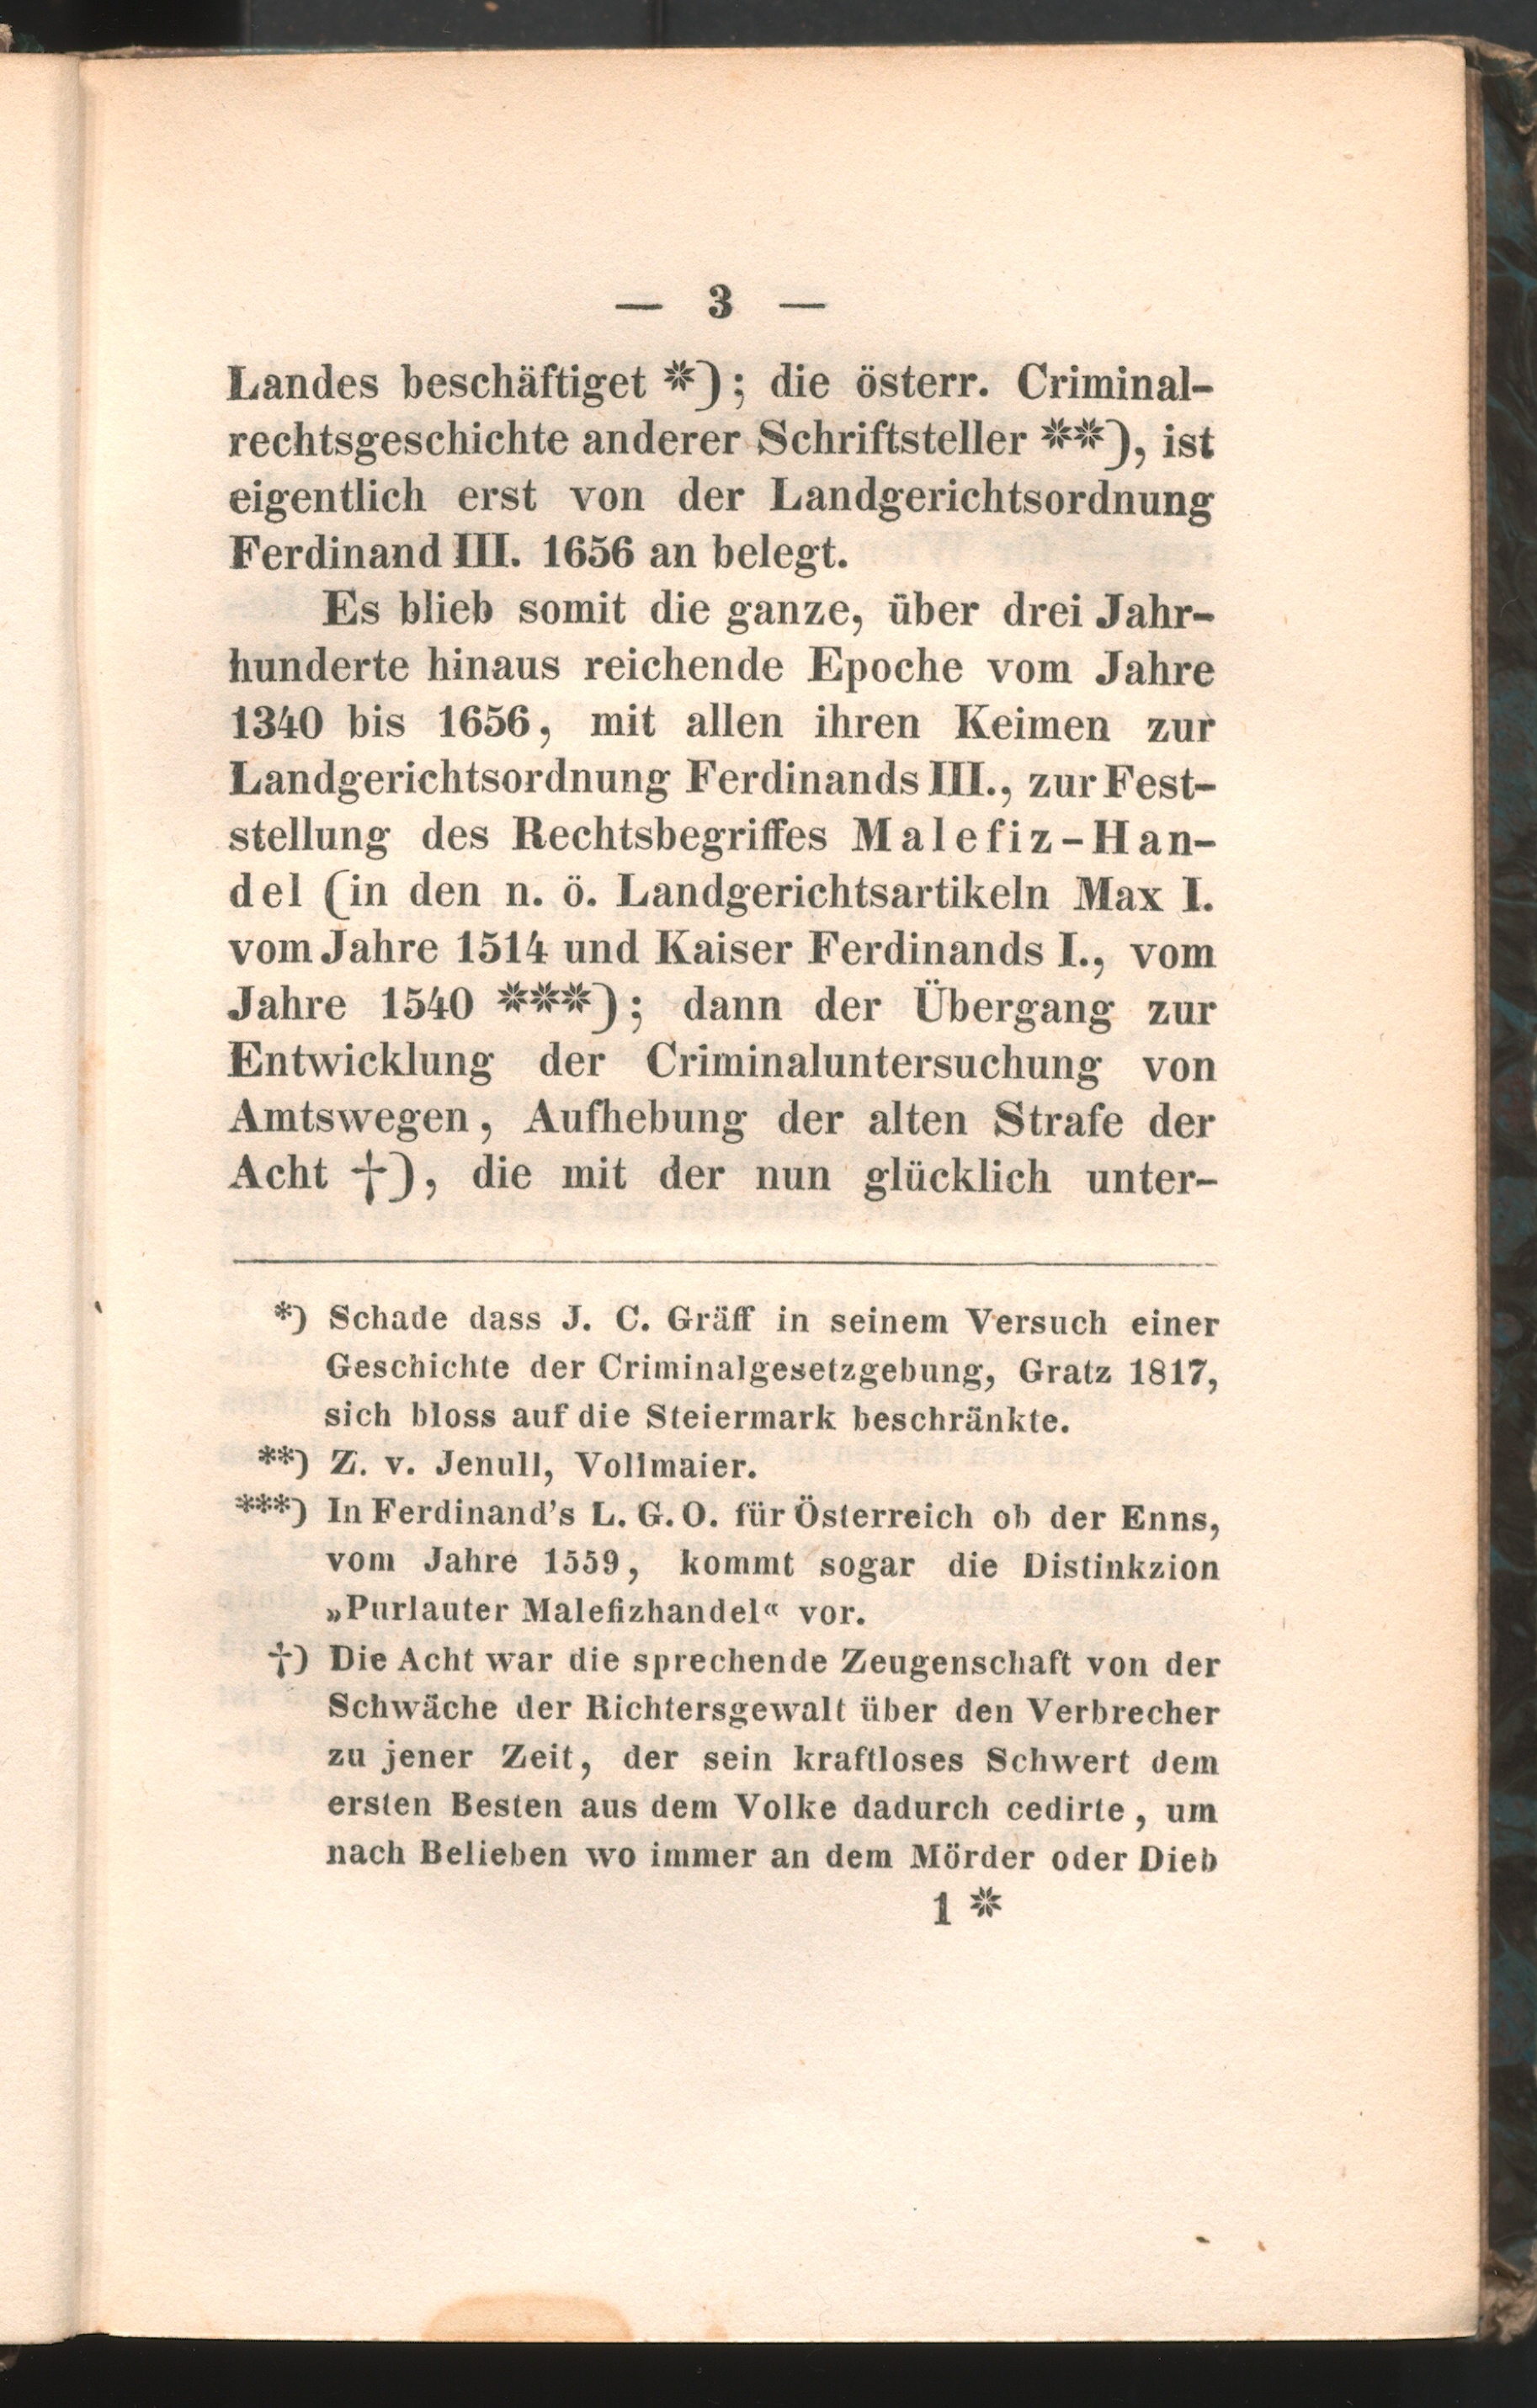 — 3 —
Landes beschäftiget *); die österr. Criminal-
rechtsgeschichte anderer Schriftsteller **), ist
eigentlich erst von der Landgerichtsordnung
Ferdinand III. 1656 an belegt.
Es blieb somit die ganze, über drei Jahr-
hunderte hinaus reichende Epoche vom Jahre
1340 bis 1656, mit allen ihren Keimen zur
Landgerichtsordnung Ferdinands III., zur Fest-
stellung des Rechtsbegriffes Malefiz-Han-
del (in den n. ö. Landgerichtsartikeln Max I.
vom Jahre 1514 und Kaiser Ferdinands I., vom
Jahre 1540 ***); dann der Übergang zur
Entwicklung der Criminaluntersuchung von
Amtswegen, Aufhebung der alten Strafe der
Acht †), die mit der nun glücklich unter-
*) Schade dass J. C. Gräff in seinem Versuch einer
Geschichte der Criminalgesetzgebung, Gratz 1817,
sich bloss auf die Steiermark beschränkte.
**) Z. v. Jenull, Vollmaier.
***) In Ferdinand's L. G. O. für Österreich ob der Enns,
vom Jahre 1559, kommt sogar die Distinkzion
„Purlauter Malefizhandel“ vor.
†) Die Acht war die sprechende Zeugenschaft von der
Schwäche der Richtersgewalt über den Verbrecher
zu jener Zeit, der sein kraftloses Schwert dem
ersten Besten aus dem Volke dadurch cedirte, um
nach Belieben wo immer an dem Mörder oder Dieb
1 *